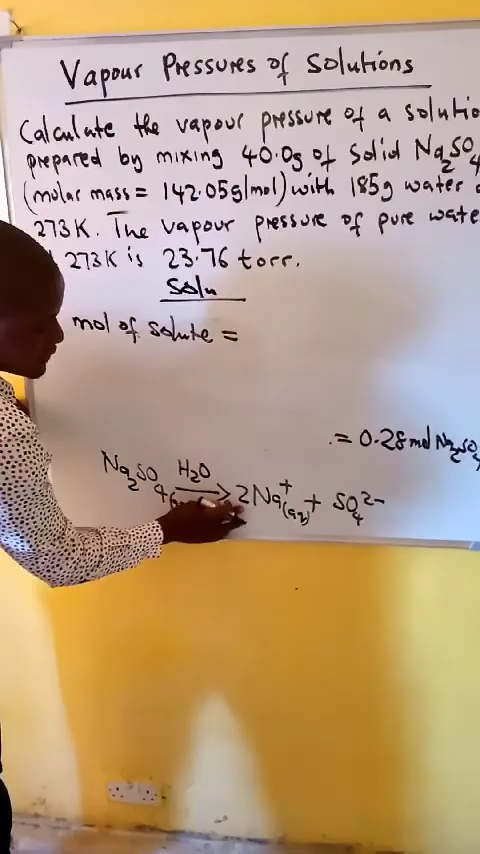 Vapour Pressures of Solutions
Calculate the vapour pressure of a solutio
prepared by mixing 40.0g of solid Na₂SO₄
(molar mass = 142.05g/mol) with 185g water
273K. The vapour pressure of pure wate
273K is 23.76 torr.
Solu
mol of solute =
= 0.28mol Na₂SO₄
Na₂SO₄ H₂O → 2Na⁺(aq) + SO₄²⁻